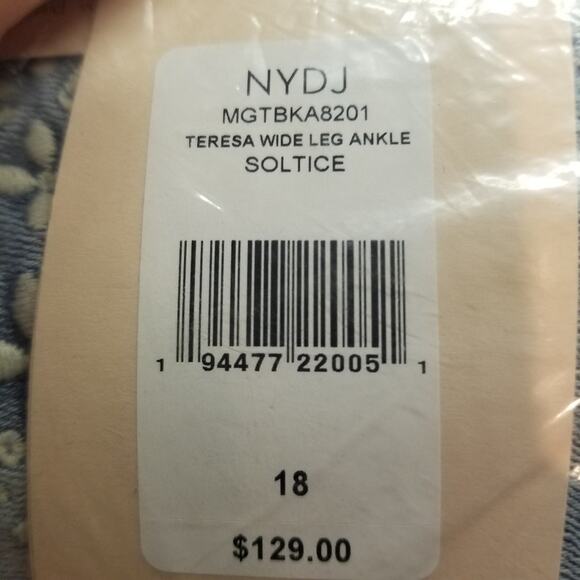 NYDJ
MGTBKA8201
TERESA WIDE LEG ANKLE
SOLTICE
1 94477 22005 1
18
$129.00